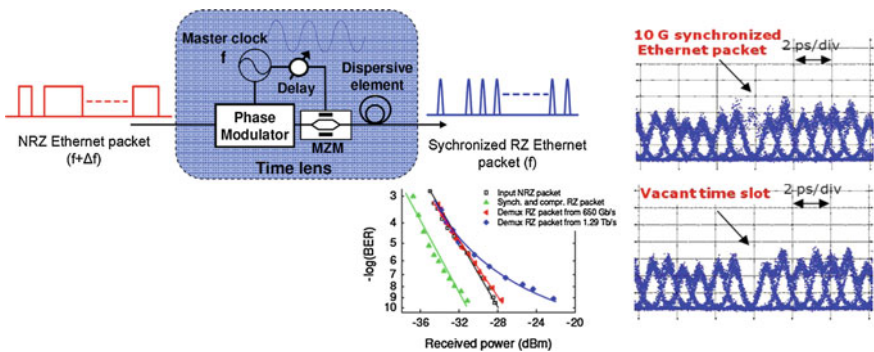 Master clock
f
Delay
Dispersive
element
Phase
Modulator
MZM
Time lens
NRZ Ethernet packet
(f+Δf)
Sychronized RZ Ethernet
packet (f)
10 G synchronized
Ethernet packet
2 ps/div
Vacant time slot
2 ps/div
Input NRZ packet
Synch. and compr. RZ packet
Demux RZ packet from 650 Gb/s
Demux RZ packet from 1.29 Tb/s
-log(BER)
3
4
5
6
7
8
9
10
-36
-32
-28
-24
-20
Received power (dBm)